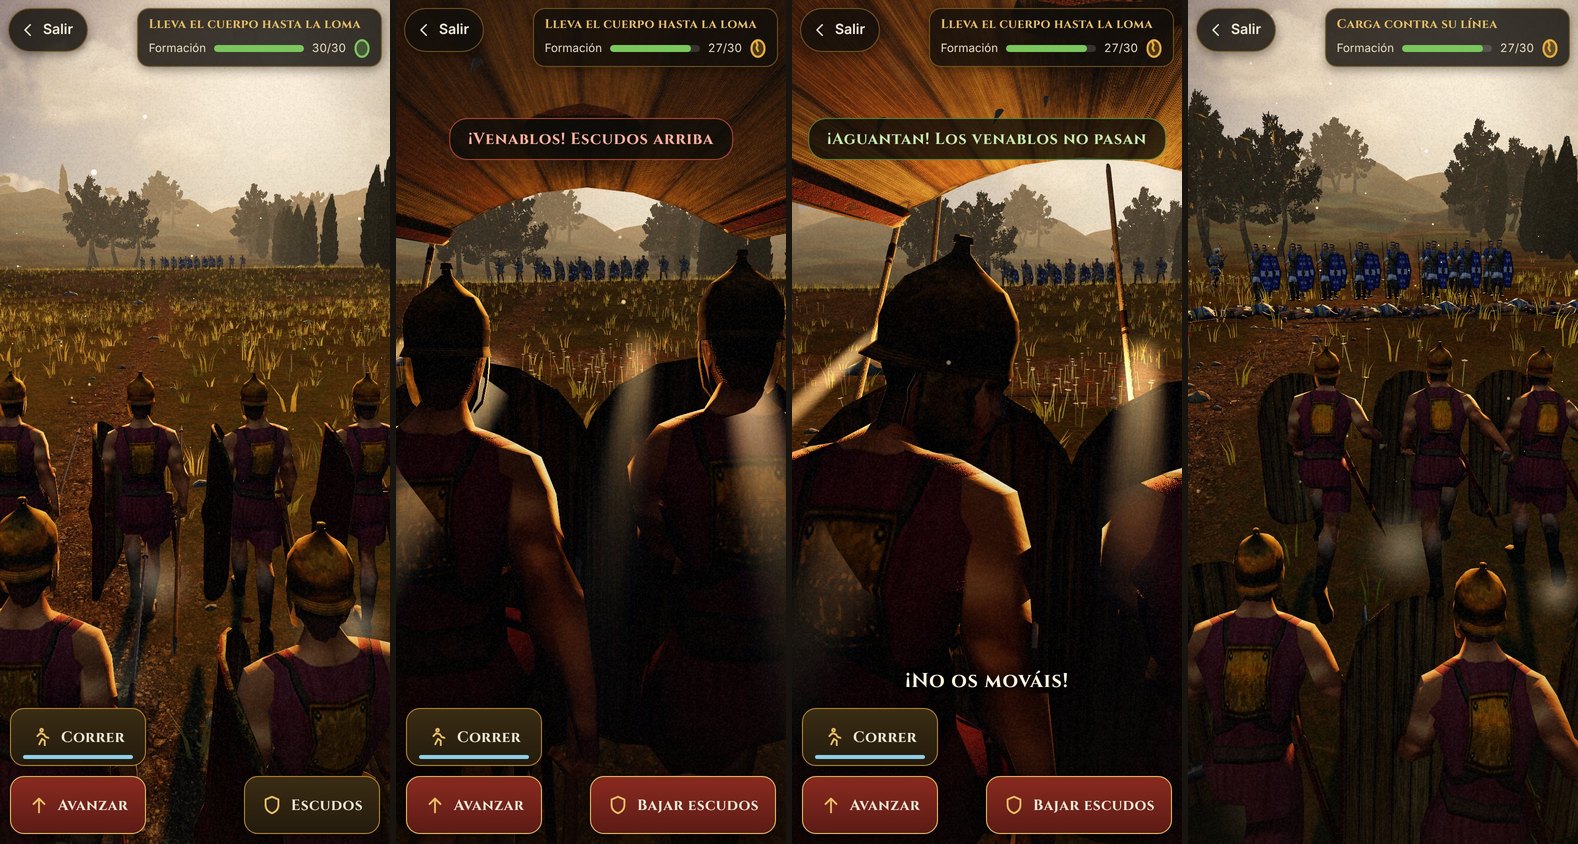 Salir
LLEVA EL CUERPO HASTA LA LOMA
Formación 30/30
CORRER
AVANZAR
ESCUDOS
Salir
LLEVA EL CUERPO HASTA LA LOMA
Formación 27/30
¡VENABLOS! ESCUDOS ARRIBA
CORRER
AVANZAR
BAJAR ESCUDOS
Salir
LLEVA EL CUERPO HASTA LA LOMA
Formación 27/30
¡AGUANTAN! LOS VENABLOS NO PASAN
¡NO OS MOVÁIS!
CORRER
AVANZAR
BAJAR ESCUDOS
Salir
CARGA CONTRA SU LÍNEA
Formación 27/30